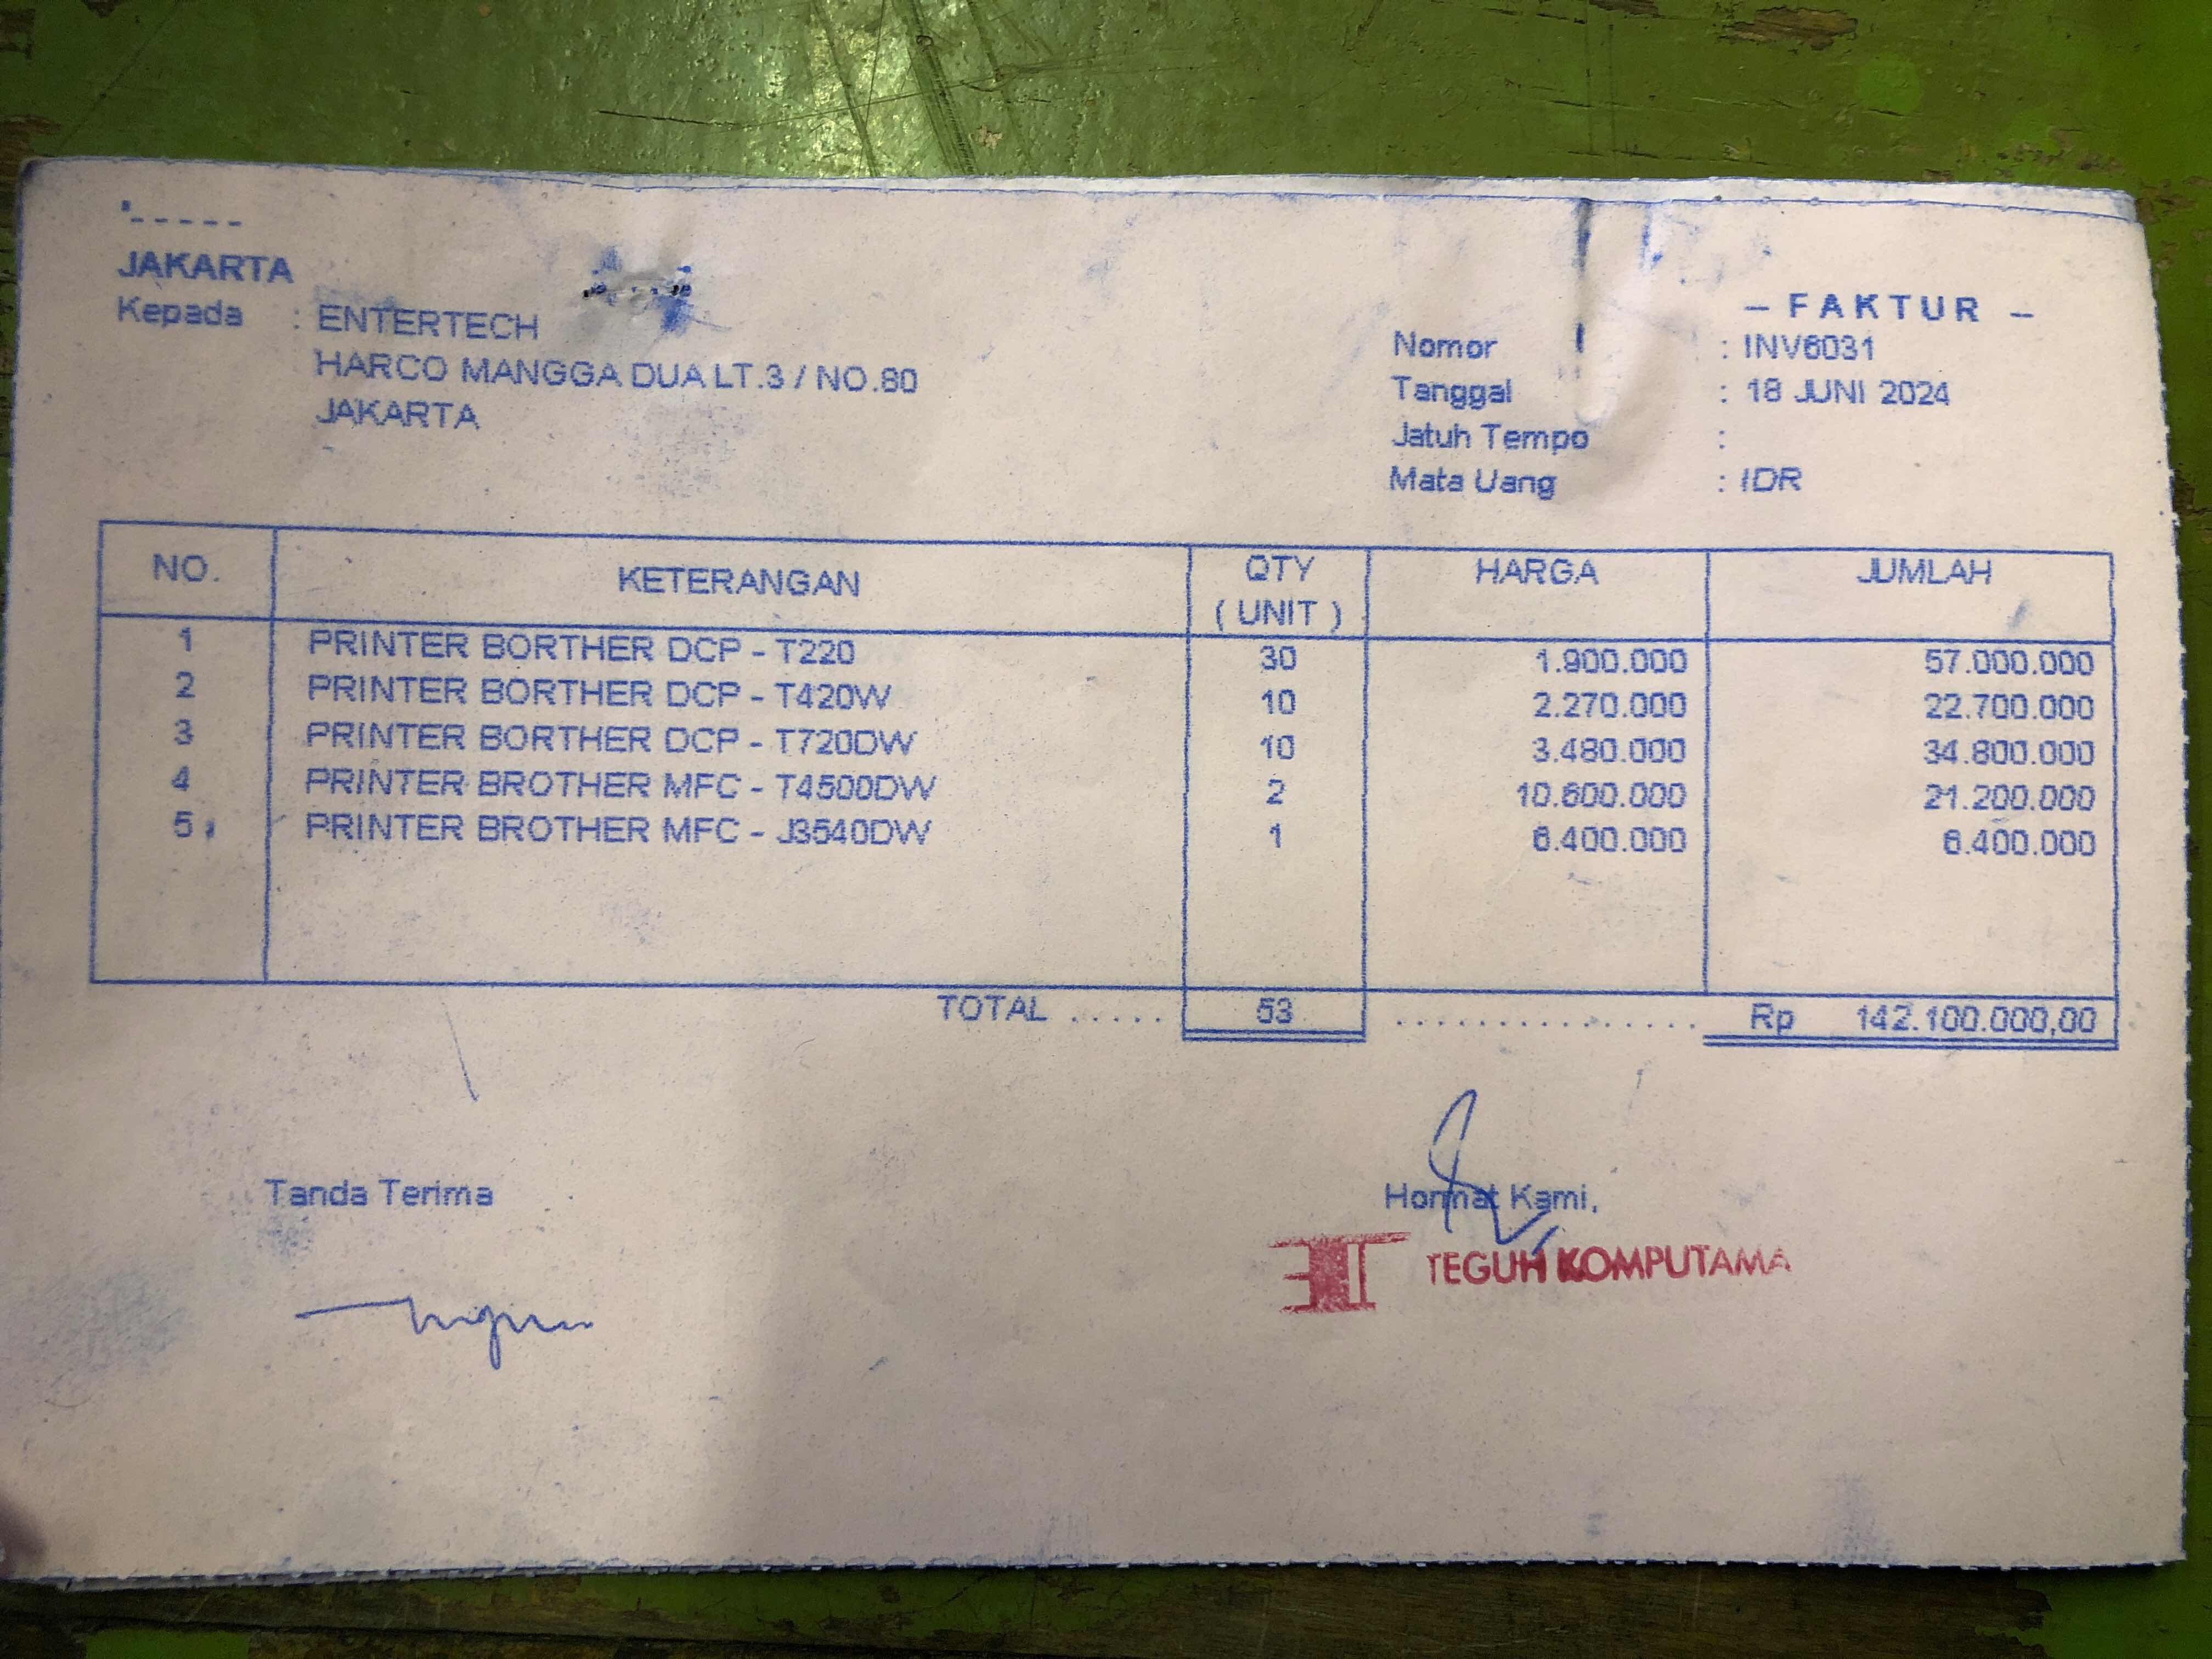 JAKARTA
Kepada : ENTERTECH
HARCO MANGGA DUA LT.3 / NO.80
JAKARTA
– FAKTUR –
Nomor : INV6031
Tanggal : 18 JUNI 2024
Jatuh Tempo :
Mata Uang : IDR
NO. KETERANGAN QTY ( UNIT ) HARGA JUMLAH
1 PRINTER BORTHER DCP - T220 30 1.900.000 57.000.000
2 PRINTER BORTHER DCP - T420W 10 2.270.000 22.700.000
3 PRINTER BORTHER DCP - T720DW 10 3.480.000 34.800.000
4 PRINTER BROTHER MFC - T4500DW 2 10.600.000 21.200.000
5 PRINTER BROTHER MFC - J3540DW 1 6.400.000 6.400.000
TOTAL ..... 53 ............... Rp 142.100.000,00
Tanda Terima
Hormat Kami,
TEGUH KOMPUTAMA